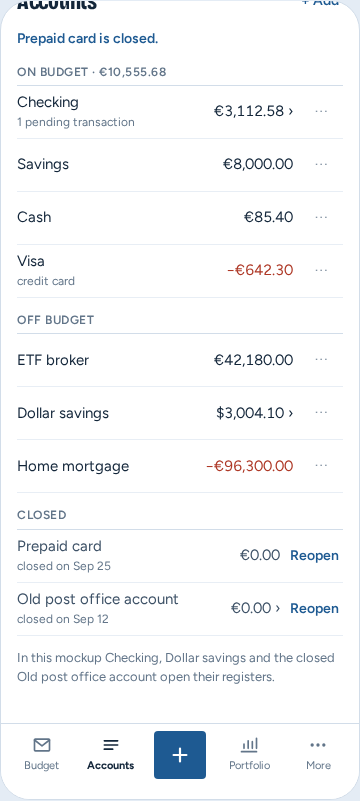 Accounts
+ Add
Prepaid card is closed.
ON BUDGET · €10,555.68
Checking
€3,112.58 › ···
1 pending transaction
Savings €8,000.00 ···
Cash €85.40 ···
Visa
−€642.30 ···
credit card
OFF BUDGET
ETF broker €42,180.00 ···
Dollar savings $3,004.10 › ···
Home mortgage −€96,300.00 ···
CLOSED
Prepaid card
€0.00 Reopen
closed on Sep 25
Old post office account
€0.00 › Reopen
closed on Sep 12
In this mockup Checking, Dollar savings and the closed
Old post office account open their registers.
Budget Accounts + Portfolio More